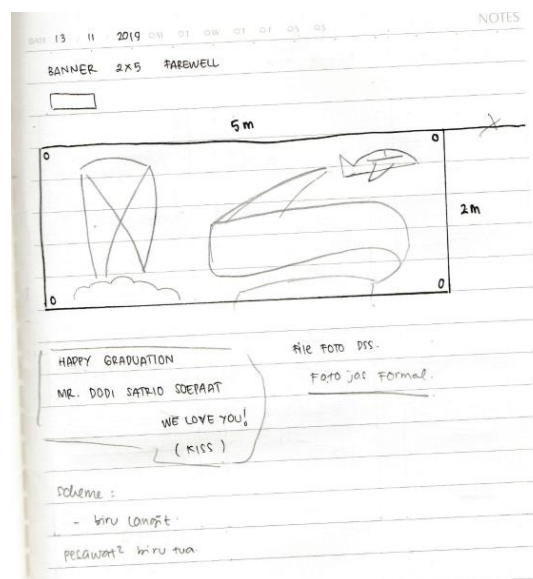 NOTES
DATE 13 11 2019
BANNER 2x5 FAREWELL
5m
2m
HAPPY GRADUATION
MR. DODI SATRIO SOEPAAT
WE LOVE YOU!
(KISS)
File FOTO DSS.
Foto jas Formal.
Scheme :
- biru langit
pesawat² biru tua